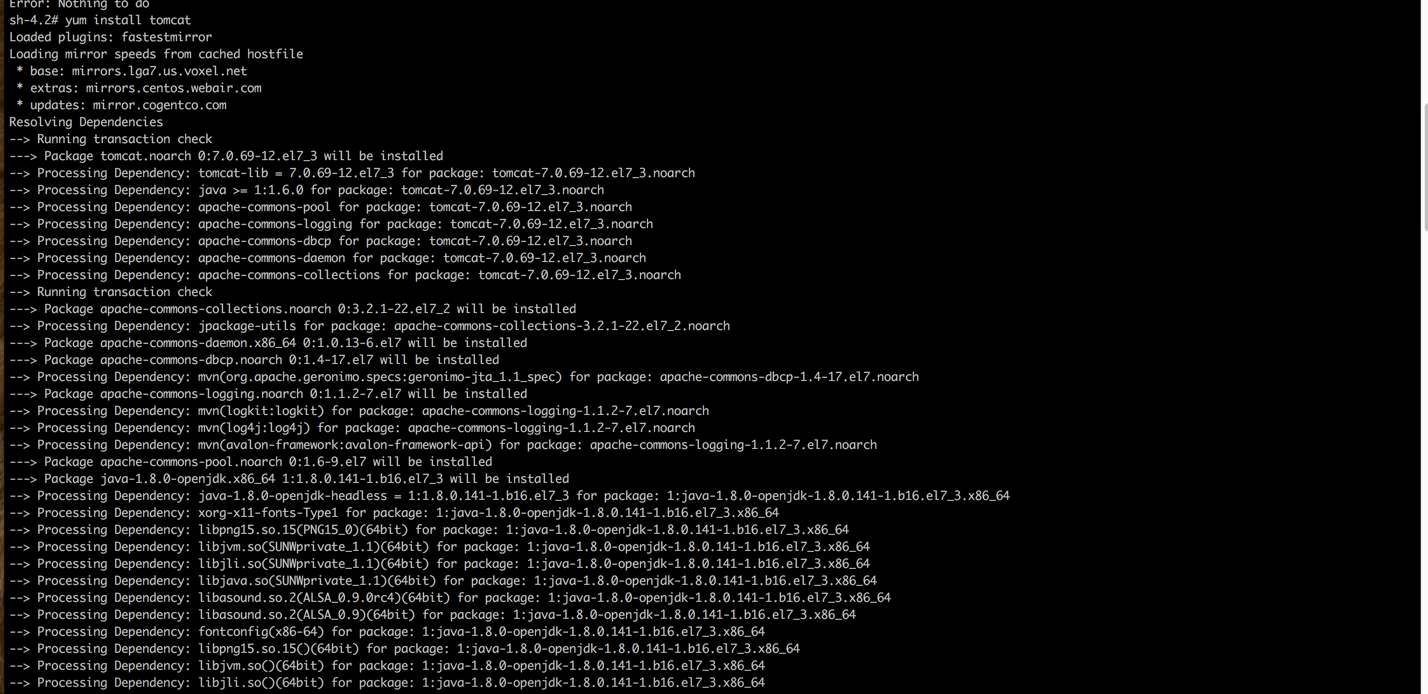 Error: Nothing to do
sh-4.2# yum install tomcat
Loaded plugins: fastestmirror
Loading mirror speeds from cached hostfile
 * base: mirrors.lga7.us.voxel.net
 * extras: mirrors.centos.webair.com
 * updates: mirror.cogentco.com
Resolving Dependencies
--> Running transaction check
---> Package tomcat.noarch 0:7.0.69-12.el7_3 will be installed
--> Processing Dependency: tomcat-lib = 7.0.69-12.el7_3 for package: tomcat-7.0.69-12.el7_3.noarch
--> Processing Dependency: java >= 1:1.6.0 for package: tomcat-7.0.69-12.el7_3.noarch
--> Processing Dependency: apache-commons-pool for package: tomcat-7.0.69-12.el7_3.noarch
--> Processing Dependency: apache-commons-logging for package: tomcat-7.0.69-12.el7_3.noarch
--> Processing Dependency: apache-commons-dbcp for package: tomcat-7.0.69-12.el7_3.noarch
--> Processing Dependency: apache-commons-daemon for package: tomcat-7.0.69-12.el7_3.noarch
--> Processing Dependency: apache-commons-collections for package: tomcat-7.0.69-12.el7_3.noarch
--> Running transaction check
---> Package apache-commons-collections.noarch 0:3.2.1-22.el7_2 will be installed
--> Processing Dependency: jpackage-utils for package: apache-commons-collections-3.2.1-22.el7_2.noarch
---> Package apache-commons-daemon.x86_64 0:1.0.13-6.el7 will be installed
---> Package apache-commons-dbcp.noarch 0:1.4-17.el7 will be installed
--> Processing Dependency: mvn(org.apache.geronimo.specs:geronimo-jta_1.1_spec) for package: apache-commons-dbcp-1.4-17.el7.noarch
---> Package apache-commons-logging.noarch 0:1.1.2-7.el7 will be installed
--> Processing Dependency: mvn(logkit:logkit) for package: apache-commons-logging-1.1.2-7.el7.noarch
--> Processing Dependency: mvn(log4j:log4j) for package: apache-commons-logging-1.1.2-7.el7.noarch
--> Processing Dependency: mvn(avalon-framework:avalon-framework-api) for package: apache-commons-logging-1.1.2-7.el7.noarch
---> Package apache-commons-pool.noarch 0:1.6-9.el7 will be installed
---> Package java-1.8.0-openjdk.x86_64 1:1.8.0.141-1.b16.el7_3 will be installed
--> Processing Dependency: java-1.8.0-openjdk-headless = 1:1.8.0.141-1.b16.el7_3 for package: 1:java-1.8.0-openjdk-1.8.0.141-1.b16.el7_3.x86_64
--> Processing Dependency: xorg-x11-fonts-Type1 for package: 1:java-1.8.0-openjdk-1.8.0.141-1.b16.el7_3.x86_64
--> Processing Dependency: libpng15.so.15(PNG15_0)(64bit) for package: 1:java-1.8.0-openjdk-1.8.0.141-1.b16.el7_3.x86_64
--> Processing Dependency: libjvm.so(SUNWprivate_1.1)(64bit) for package: 1:java-1.8.0-openjdk-1.8.0.141-1.b16.el7_3.x86_64
--> Processing Dependency: libjli.so(SUNWprivate_1.1)(64bit) for package: 1:java-1.8.0-openjdk-1.8.0.141-1.b16.el7_3.x86_64
--> Processing Dependency: libjava.so(SUNWprivate_1.1)(64bit) for package: 1:java-1.8.0-openjdk-1.8.0.141-1.b16.el7_3.x86_64
--> Processing Dependency: libasound.so.2(ALSA_0.9.0rc4)(64bit) for package: 1:java-1.8.0-openjdk-1.8.0.141-1.b16.el7_3.x86_64
--> Processing Dependency: libasound.so.2(ALSA_0.9)(64bit) for package: 1:java-1.8.0-openjdk-1.8.0.141-1.b16.el7_3.x86_64
--> Processing Dependency: fontconfig(x86-64) for package: 1:java-1.8.0-openjdk-1.8.0.141-1.b16.el7_3.x86_64
--> Processing Dependency: libpng15.so.15()(64bit) for package: 1:java-1.8.0-openjdk-1.8.0.141-1.b16.el7_3.x86_64
--> Processing Dependency: libjvm.so()(64bit) for package: 1:java-1.8.0-openjdk-1.8.0.141-1.b16.el7_3.x86_64
--> Processing Dependency: libjli.so()(64bit) for package: 1:java-1.8.0-openjdk-1.8.0.141-1.b16.el7_3.x86_64